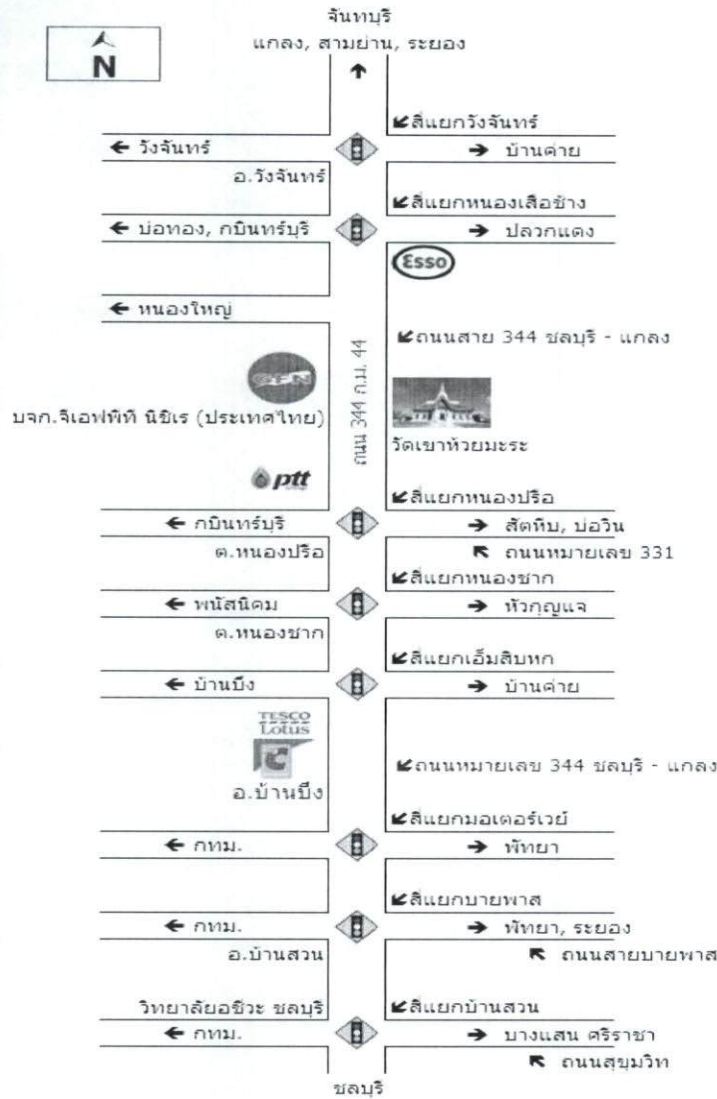 จันทบุรี
แกลง, สามย่าน, ระยอง
N
สี่แยกวังจันทร์
วังจันทร์
บ้านค่าย
อ.วังจันทร์
สี่แยกหนองเสือช้าง
บ่อทอง, กบินทร์บุรี
ปลวกแดง
Esso
หนองใหญ่
ถนนสาย 344 ชลบุรี - แกลง
ถนน 344 ก.ม. 44
GFN
บจก.จีเอฟพีที นิชิเร (ประเทศไทย)
วัดเขาห้วยมะระ
ptt
สี่แยกหนองปรือ
กบินทร์บุรี
สัตหีบ, บ่อวิน
ต.หนองปรือ
ถนนหมายเลข 331
สี่แยกหนองชาก
พนัสนิคม
หัวกุญแจ
ต.หนองชาก
สี่แยกเอ็มสิบหก
บ้านบึง
บ้านค่าย
TESCO
Lotus
C
ถนนหมายเลข 344 ชลบุรี - แกลง
อ.บ้านบึง
สี่แยกมอเตอร์เวย์
กทม.
พัทยา
สี่แยกบายพาส
กทม.
พัทยา, ระยอง
อ.บ้านสวน
ถนนสายบายพาส
วิทยาลัยอชีวะ ชลบุรี
สี่แยกบ้านสวน
กทม.
บางแสน ศรีราชา
ถนนสุขุมวิท
ชลบุรี